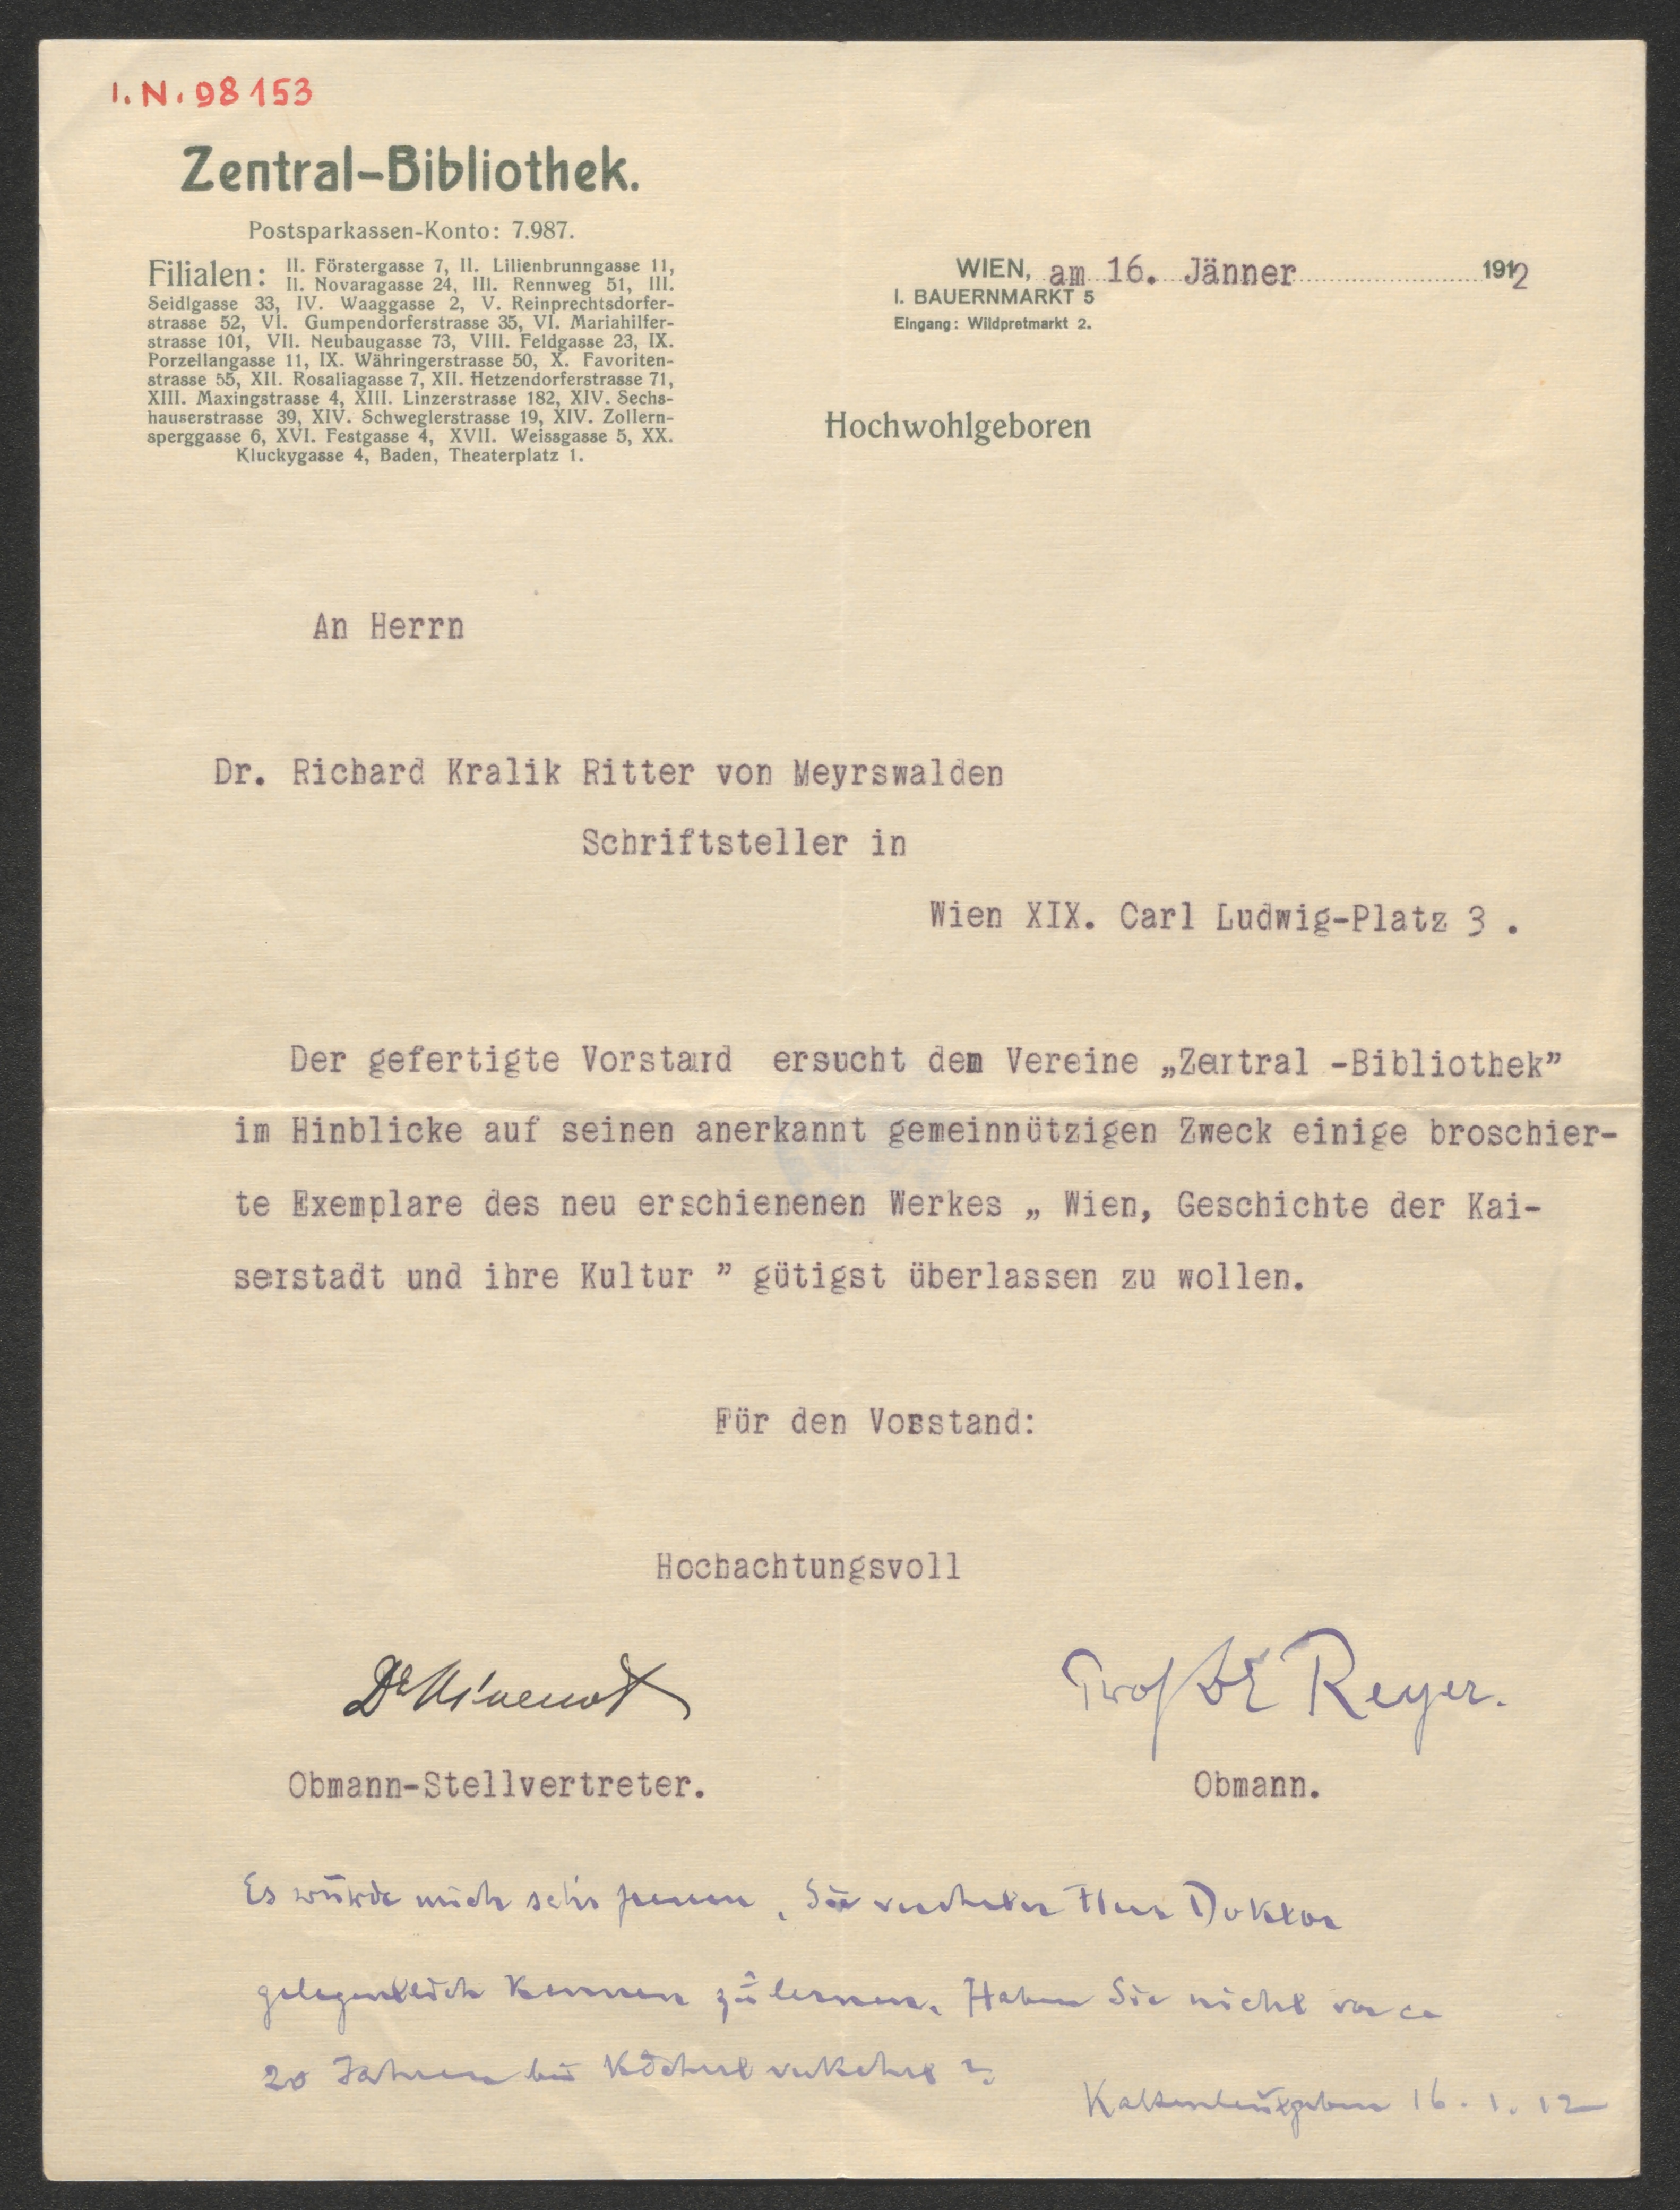 I.N. 98153
Zentral-Bibliothek.
Postsparkassen-Konto: 7.987.
Filialen: II. Förstergasse 7, II. Lilienbrunngasse 11,
II. Novaragasse 24, III. Rennweg 51, III.
Seidlgasse 33, IV. Waaggasse 2, V. Reinprechtsdorfer-
strasse 52, VI. Gumpendorferstrasse 35, VI. Mariahilfer-
strasse 101, VII. Neubaugasse 73, VIII. Feldgasse 23, IX.
Porzellangasse 11, IX. Währingerstrasse 50, X. Favoriten-
strasse 55, XII. Rosaliagasse 7, XII. Hetzendorferstrasse 71,
XIII. Maxingstrasse 4, XIII. Linzerstrasse 182, XIV. Sechs-
hauserstrasse 39, XIV. Schweglerstrasse 19, XIV. Zollern-
sperggasse 6, XVI. Festgasse 4, XVII. Weissgasse 5, XX.
Kluckygasse 4, Baden, Theaterplatz 1.
WIEN, am 16. Jänner 1912
I. BAUERNMARKT 5
Eingang: Wildpretmarkt 2.
Hochwohlgeboren
An Herrn
Dr. Richard Kralik Ritter von Meyrswalden
Schriftsteller in
Wien XIX. Carl Ludwig-Platz 3 .
Der gefertigte Vorstand ersucht dem Vereine „Zentral -Bibliothek"
im Hinblicke auf seinen anerkannt gemeinnützigen Zweck einige broschier-
te Exemplare des neu erschienenen Werkes „ Wien, Geschichte der Kai-
serstadt und ihre Kultur " gütigst überlassen zu wollen.
Für den Vorstand:
Hochachtungsvoll
Dr
Prof Dr Reyer.
Obmann-Stellvertreter.
Obmann.
Es würde mich sehr freuen, Sie verehrter Herr Doktor
gelegentlich kennen zu lernen. Haben Sie nicht vor ca
20 Jahren bei Köchert verkehrt?
Kaltenleutgeben 16.1.12